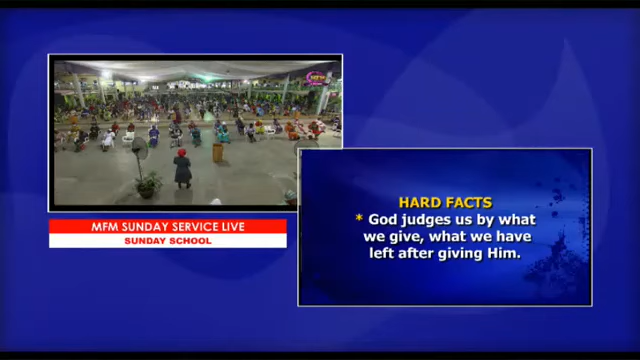 MFM
MFM SUNDAY SERVICE LIVE
SUNDAY SCHOOL
HARD FACTS
* God judges us by what
we give, what we have
left after giving Him.